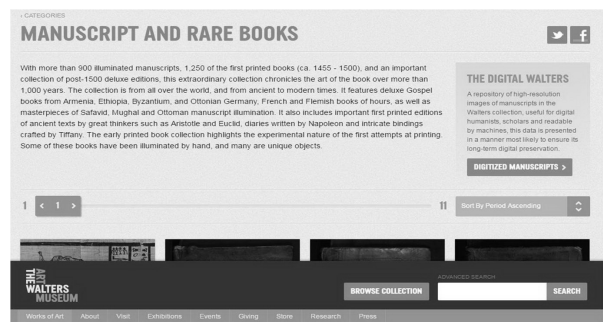 ‹ CATEGORIES
MANUSCRIPT AND RARE BOOKS
With more than 900 illuminated manuscripts, 1,250 of the first printed books (ca. 1455 - 1500), and an important
collection of post-1500 deluxe editions, this extraordinary collection chronicles the art of the book over more than
1,000 years. The collection is from all over the world, and from ancient to modern times. It features deluxe Gospel
books from Armenia, Ethiopia, Byzantium, and Ottonian Germany, French and Flemish books of hours, as well as
masterpieces of Safavid, Mughal and Ottoman manuscript illumination. It also includes important first printed editions
of ancient texts by great thinkers such as Aristotle and Euclid, diaries written by Napoleon and intricate bindings
crafted by Tiffany. The early printed book collection highlights the experimental nature of the first attempts at printing.
Some of these books have been illuminated by hand, and many are unique objects.
THE DIGITAL WALTERS
A repository of high-resolution
images of manuscripts in the
Walters collection, useful for digital
humanists, scholars and readable
by machines, this data is presented
in a manner most likely to ensure its
long-term digital preservation.
DIGITIZED MANUSCRIPTS ›
1 ‹ 1 › 11
Sort By Period Ascending
THE WALTERS ART MUSEUM
ADVANCED SEARCH
BROWSE COLLECTION SEARCH
Works of Art About Visit Exhibitions Events Giving Store Research Press